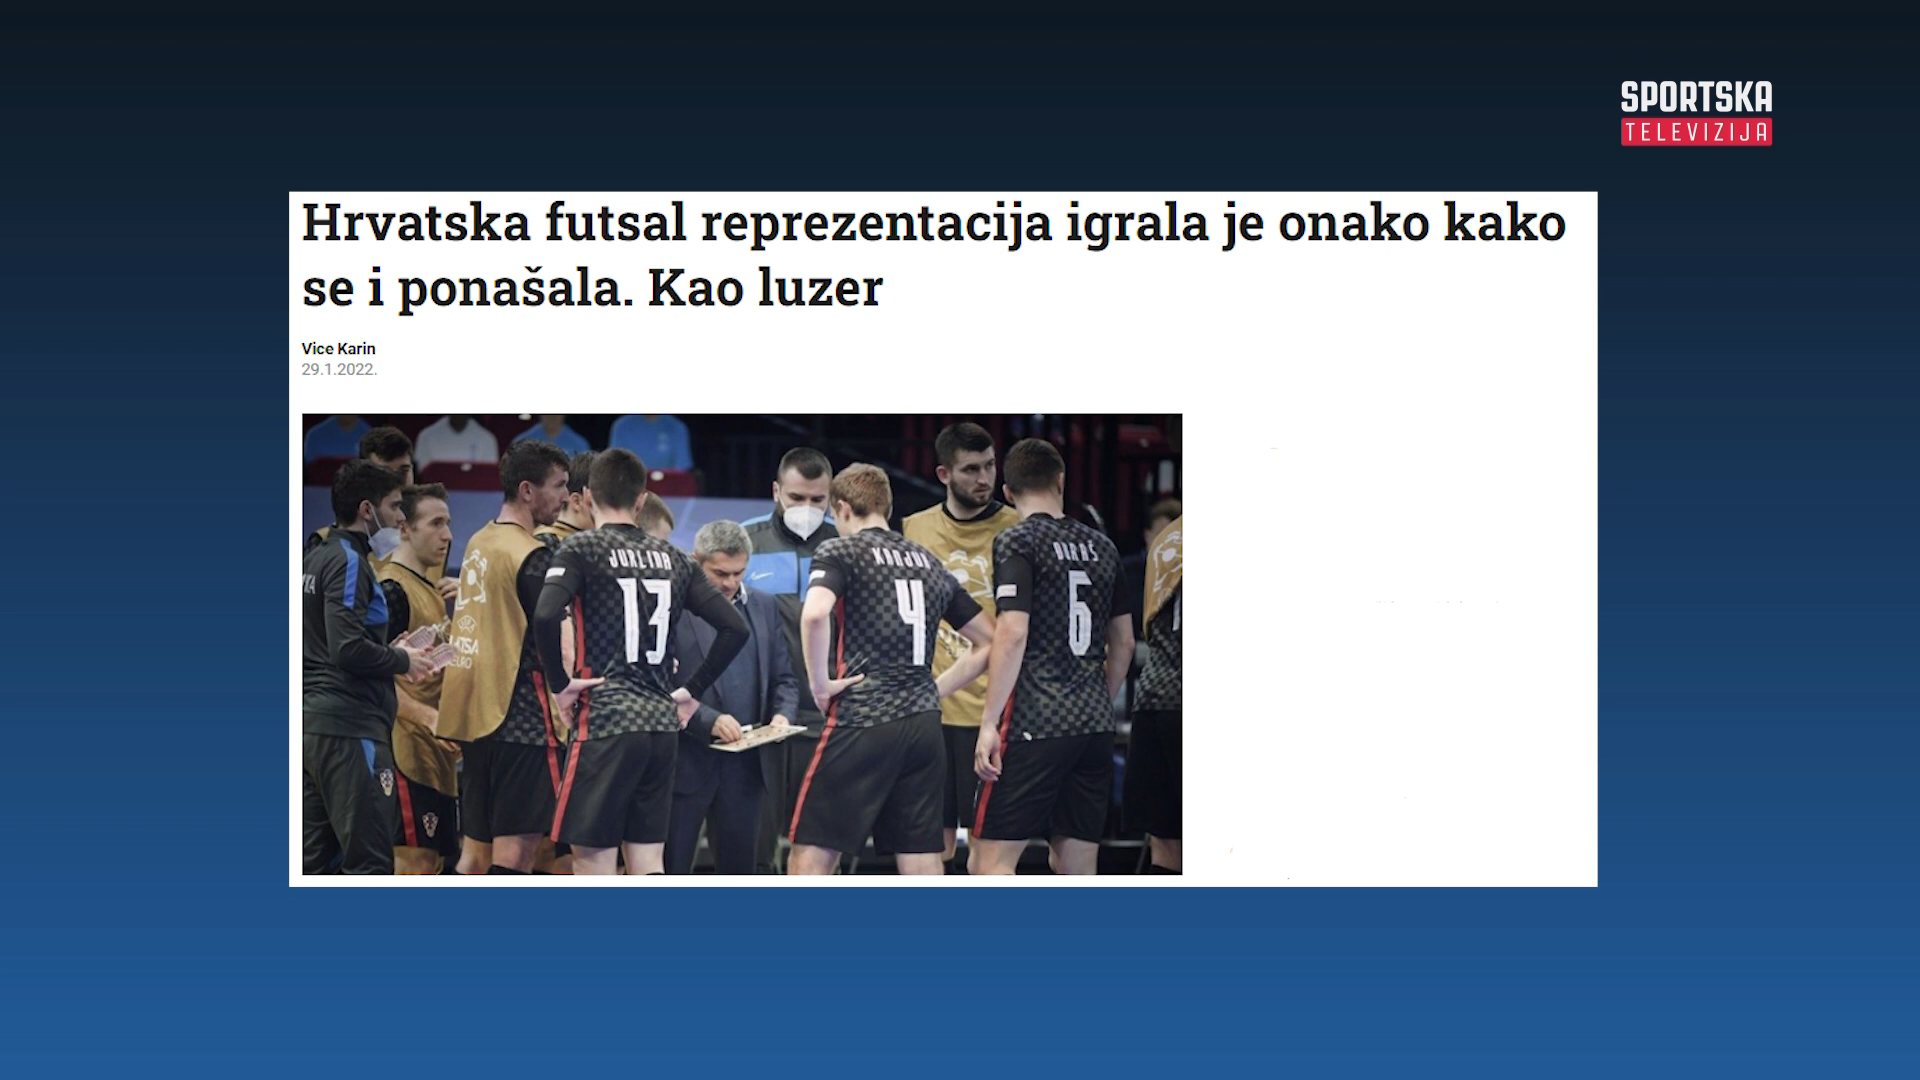 SPORTSKA
TELEVIZIJA
Hrvatska futsal reprezentacija igrala je onako kako
se i ponašala. Kao luzer
Vice Karin
29.1.2022.
JURLINA
13
4
6
EURO